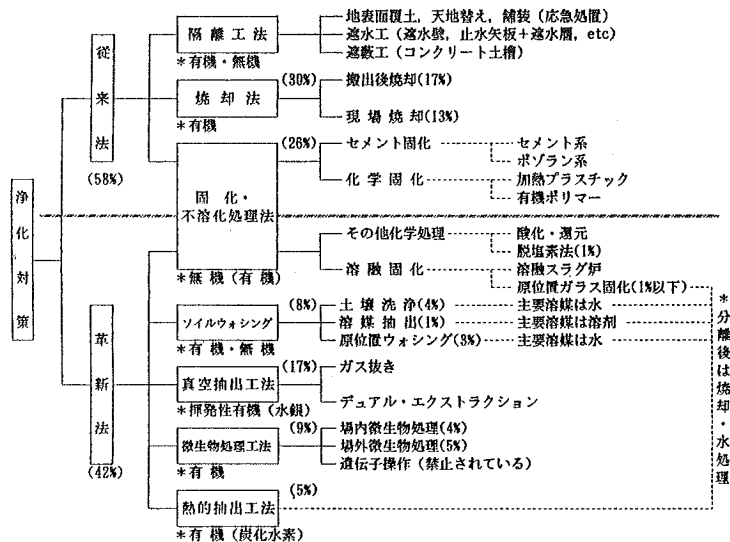 浄化対策
従来法
(58%)
隔離工法
*有機・無機
地表面覆土，天地替え，舗装（応急処置）
遮水工（遮水壁，止水矢板＋遮水層，etc）
遮蔽工（コンクリート土槽）
焼却法
(30%)
*有機
搬出後焼却(17%)
現場焼却(13%)
固化・
不溶化処理法
(26%)
*無機（有機）
セメント固化
セメント系
ポゾラン系
化学固化
加熱プラスチック
有機ポリマー
その他化学処理
酸化・還元
脱塩素法(1%)
溶融固化
溶融スラグ炉
原位置ガラス固化(1%以下)
革新法
(42%)
ソイルウォシング
(8%)
*有機・無機
土壌洗浄(4%)
主要溶媒は水
溶媒抽出(1%)
主要溶媒は溶剤
原位置ウォシング(3%)
主要溶媒は水
真空抽出工法
(17%)
*揮発性有機（水銀）
ガス抜き
デュアル・エクストラクション
微生物処理工法
(9%)
*有機
場内微生物処理(4%)
場外微生物処理(5%)
遺伝子操作（禁止されている）
熱的抽出工法
(5%)
*有機（炭化水素）
*分離後は焼却・水処理